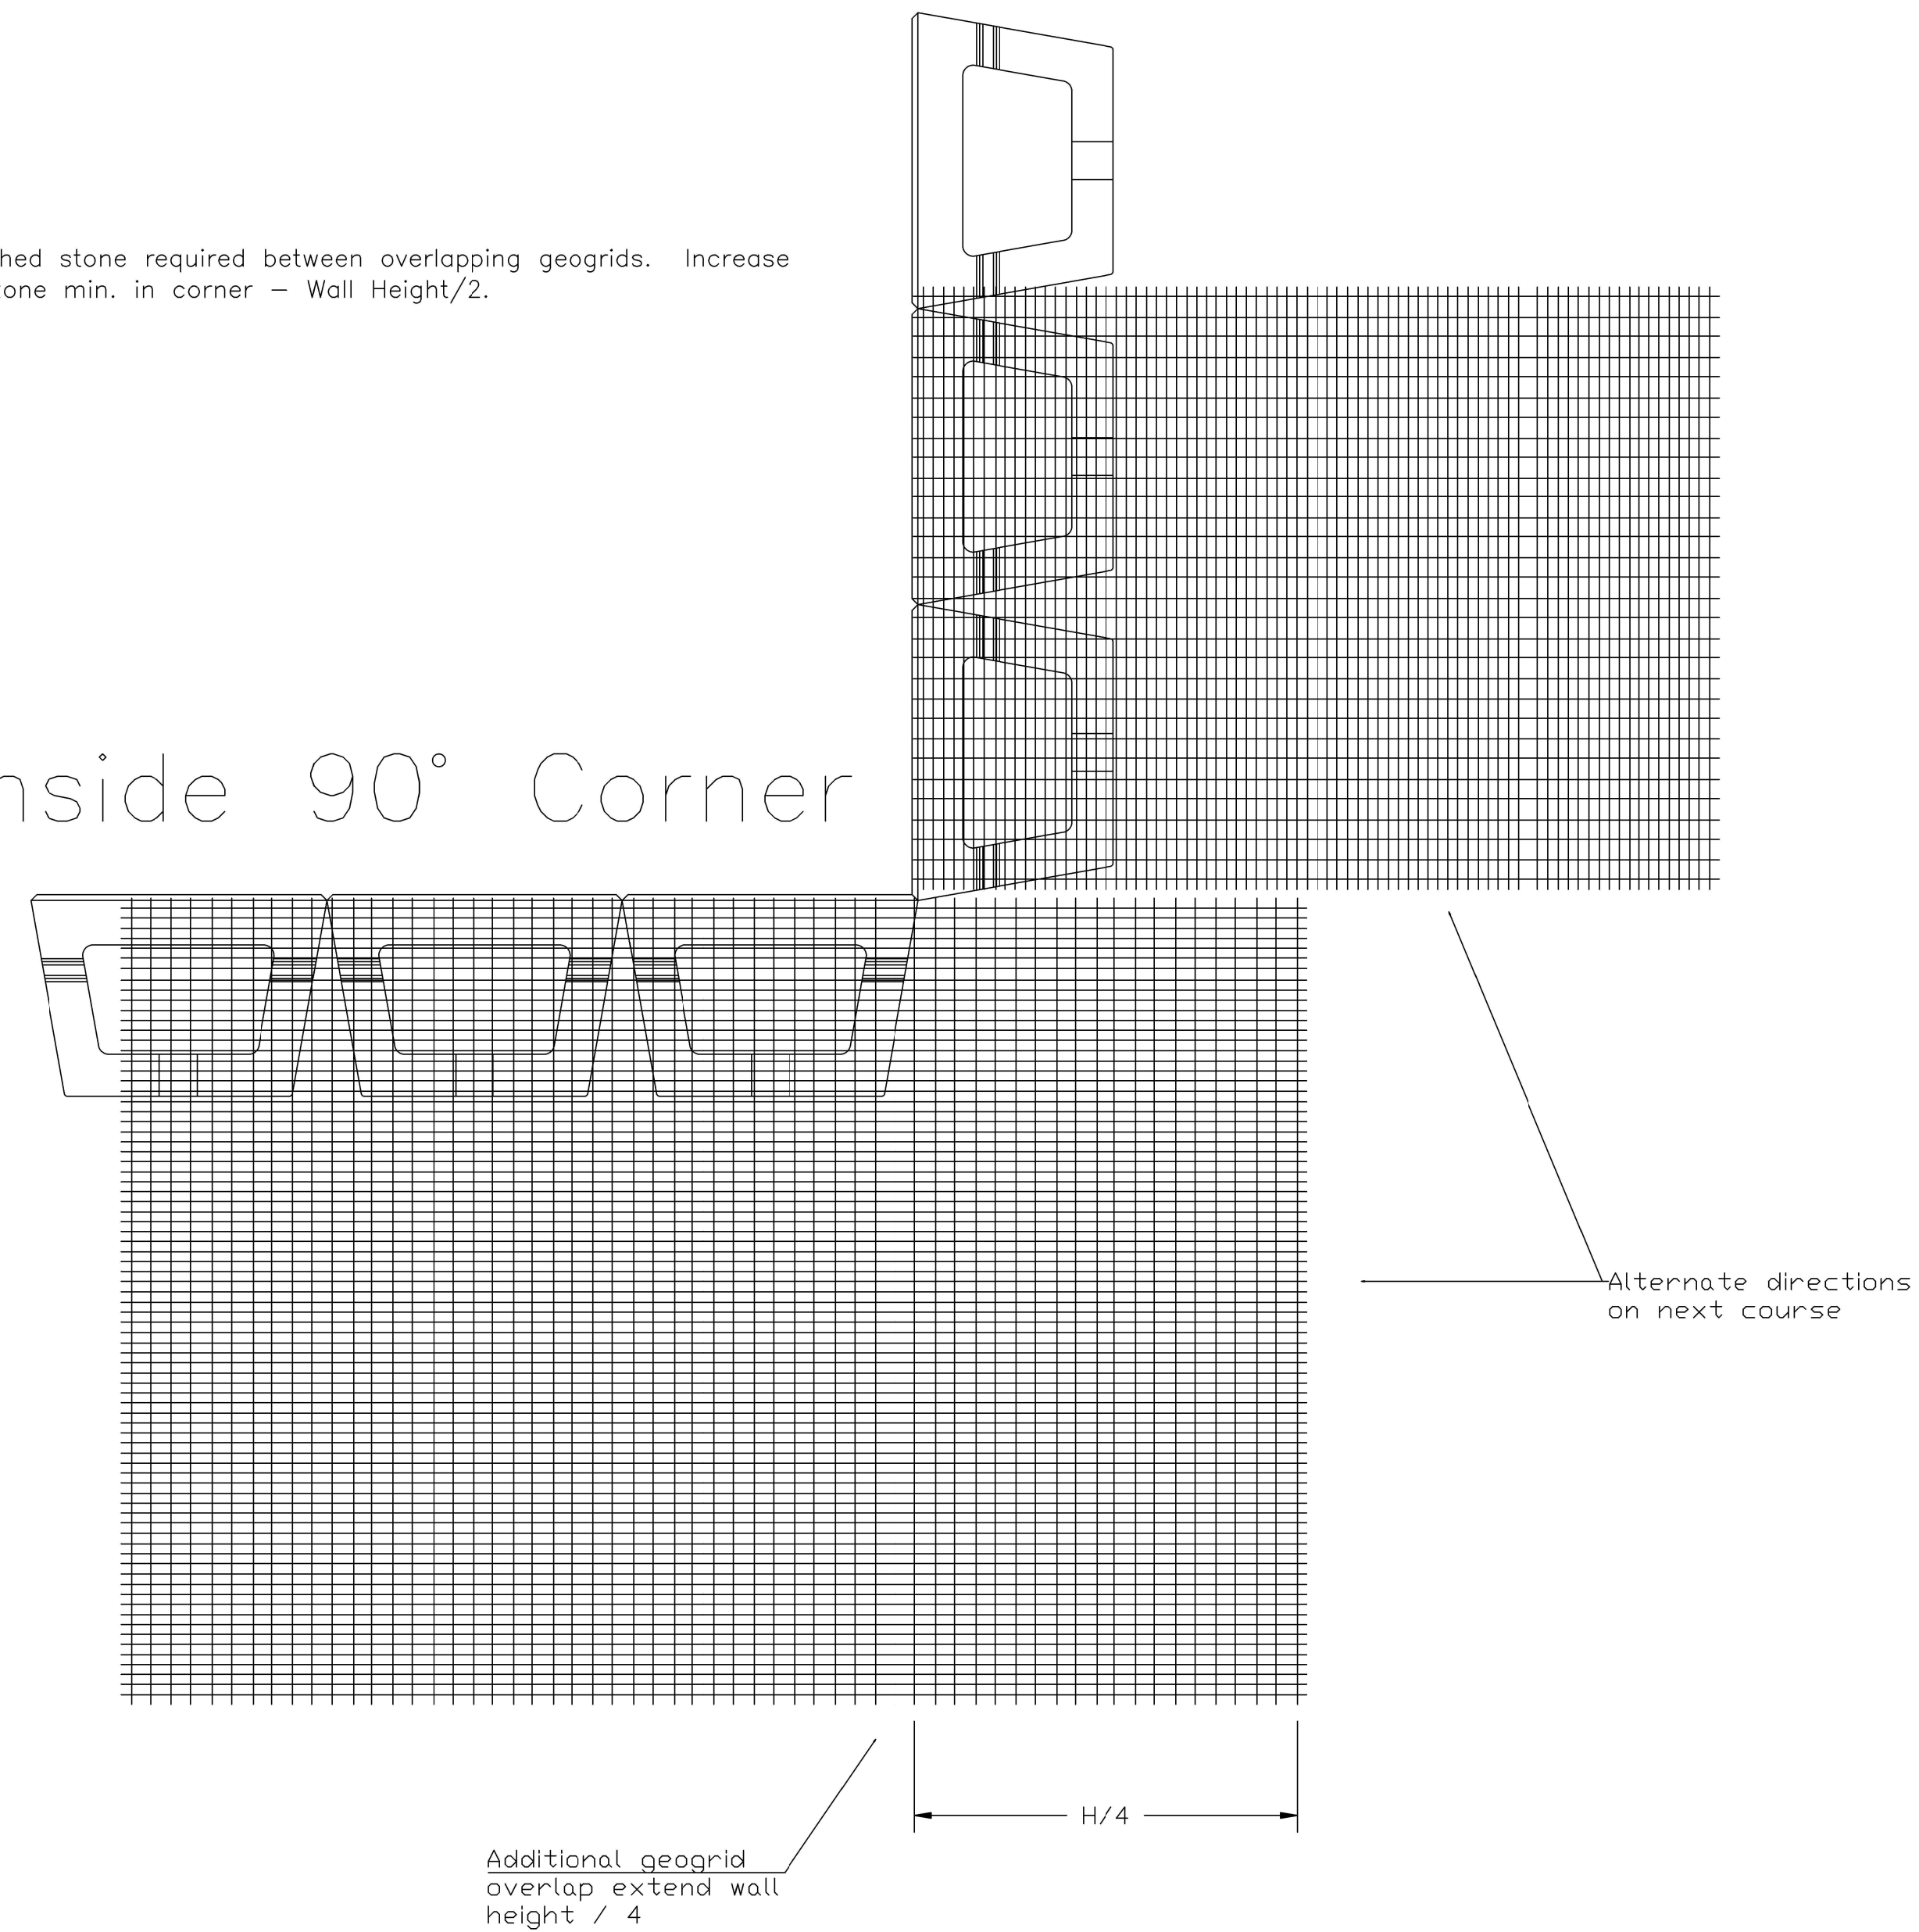 hed stone required between overlapping geogrids. Increase
tone min. in corner – Wall Height/2.
nside 90° Corner
Alternate directions
on next course
H/4
Additional geogrid
overlap extend wall
height / 4